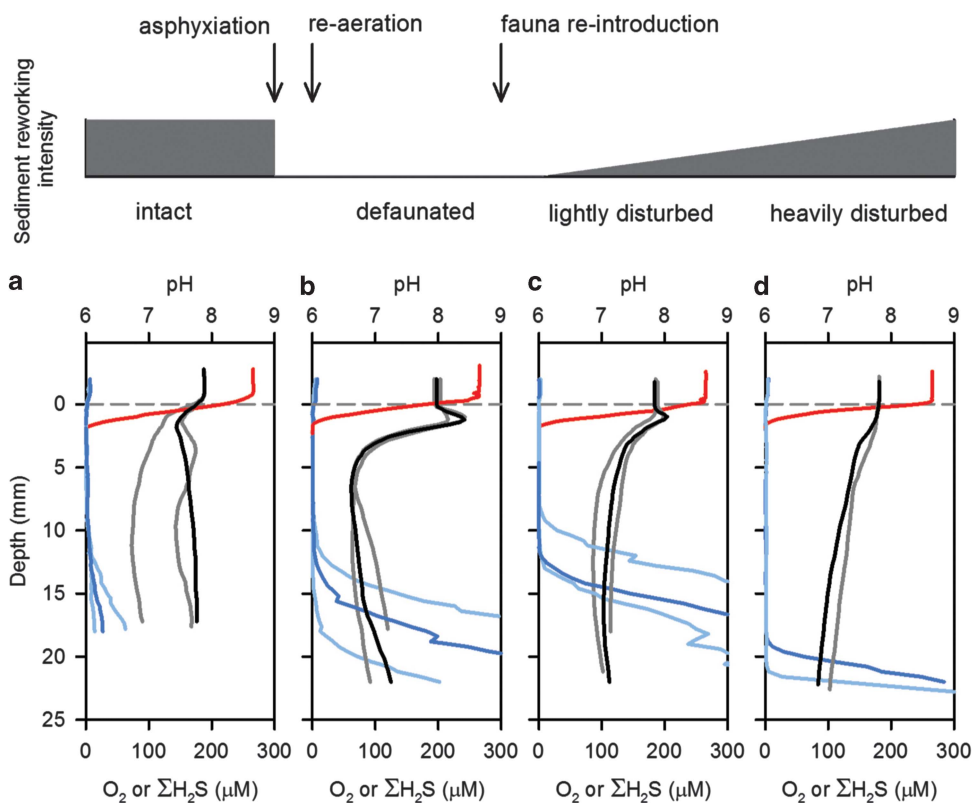 asphyxiation re-aeration fauna re-introduction
Sediment reworking
intensity
intact defaunated lightly disturbed heavily disturbed
a b c d
pH pH pH pH
6 7 8 6 7 8 6 7 8 6 7 8 9
0
5
10
15
20
25
Depth (mm)
0 100 200 300 0 100 200 300 0 100 200 300 0 100 200 300
O₂ or ΣH₂S (µM) O₂ or ΣH₂S (µM) O₂ or ΣH₂S (µM) O₂ or ΣH₂S (µM)